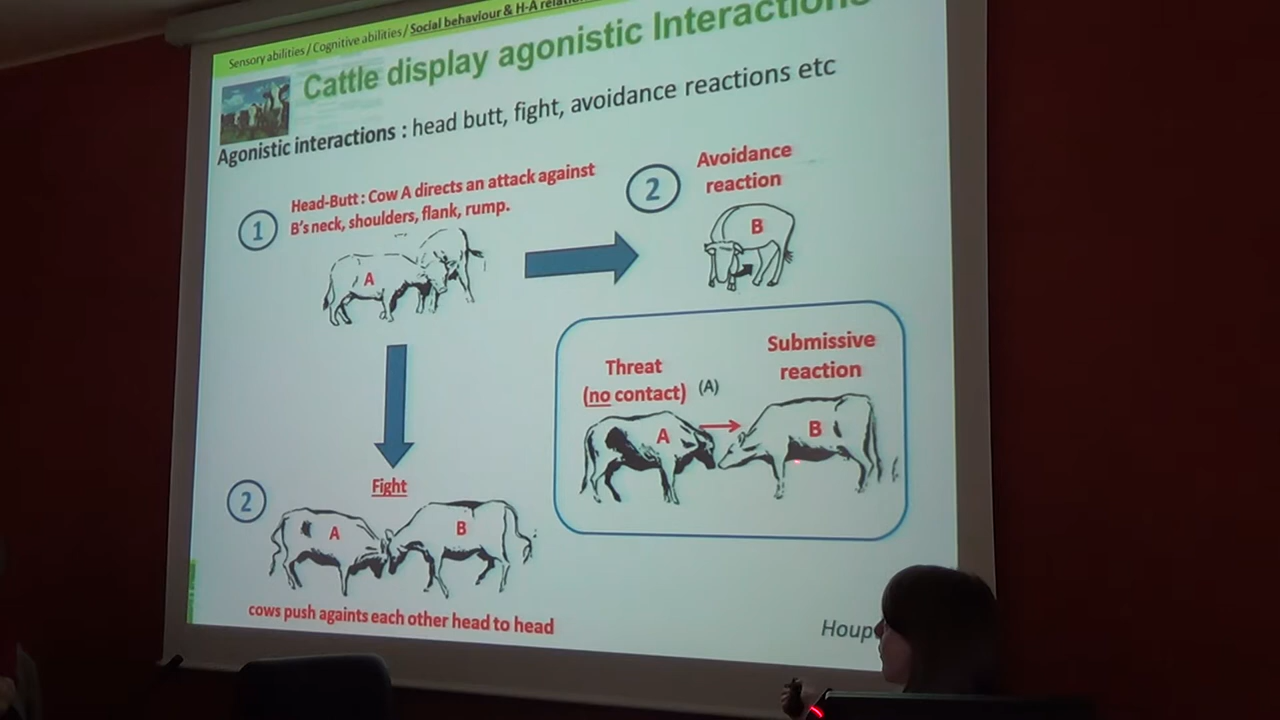 Sensory abilities / Cognitive abilities / Social behaviour & H-A
Cattle display agonistic Interactions
Agonistic interactions : head butt, fight, avoidance reactions etc
1
Head-Butt : Cow A directs an attack against
B's neck, shoulders, flank, rump.
2
Avoidance
reaction
A
B
Threat
(no contact) (A)
Submissive
reaction
A
B
Fight
2
A
B
cows push againts each other head to head